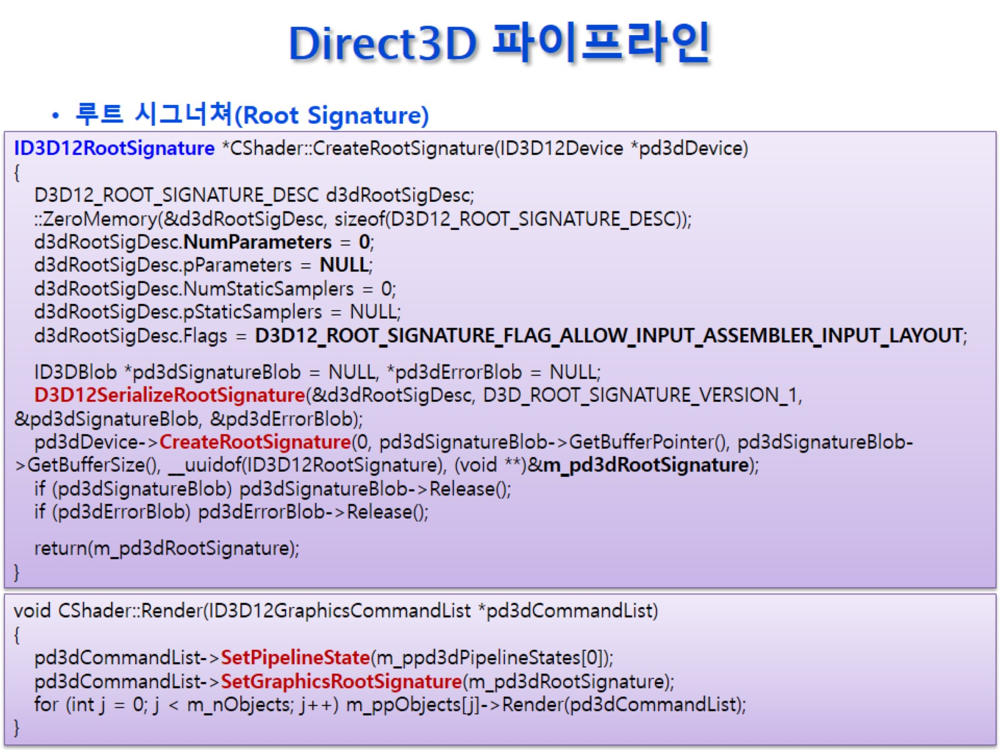 Direct3D 파이프라인
• 루트 시그너쳐(Root Signature)
ID3D12RootSignature *CShader::CreateRootSignature(ID3D12Device *pd3dDevice)
{
D3D12_ROOT_SIGNATURE_DESC d3dRootSigDesc;
::ZeroMemory(&d3dRootSigDesc, sizeof(D3D12_ROOT_SIGNATURE_DESC));
d3dRootSigDesc.NumParameters = 0;
d3dRootSigDesc.pParameters = NULL;
d3dRootSigDesc.NumStaticSamplers = 0;
d3dRootSigDesc.pStaticSamplers = NULL;
d3dRootSigDesc.Flags = D3D12_ROOT_SIGNATURE_FLAG_ALLOW_INPUT_ASSEMBLER_INPUT_LAYOUT;
ID3DBlob *pd3dSignatureBlob = NULL, *pd3dErrorBlob = NULL;
D3D12SerializeRootSignature(&d3dRootSigDesc, D3D_ROOT_SIGNATURE_VERSION_1,
&pd3dSignatureBlob, &pd3dErrorBlob);
pd3dDevice->CreateRootSignature(0, pd3dSignatureBlob->GetBufferPointer(), pd3dSignatureBlob-
>GetBufferSize(), __uuidof(ID3D12RootSignature), (void **)&m_pd3dRootSignature);
if (pd3dSignatureBlob) pd3dSignatureBlob->Release();
if (pd3dErrorBlob) pd3dErrorBlob->Release();
return(m_pd3dRootSignature);
}
void CShader::Render(ID3D12GraphicsCommandList *pd3dCommandList)
{
pd3dCommandList->SetPipelineState(m_ppd3dPipelineStates[0]);
pd3dCommandList->SetGraphicsRootSignature(m_pd3dRootSignature);
for (int j = 0; j < m_nObjects; j++) m_ppObjects[j]->Render(pd3dCommandList);
}